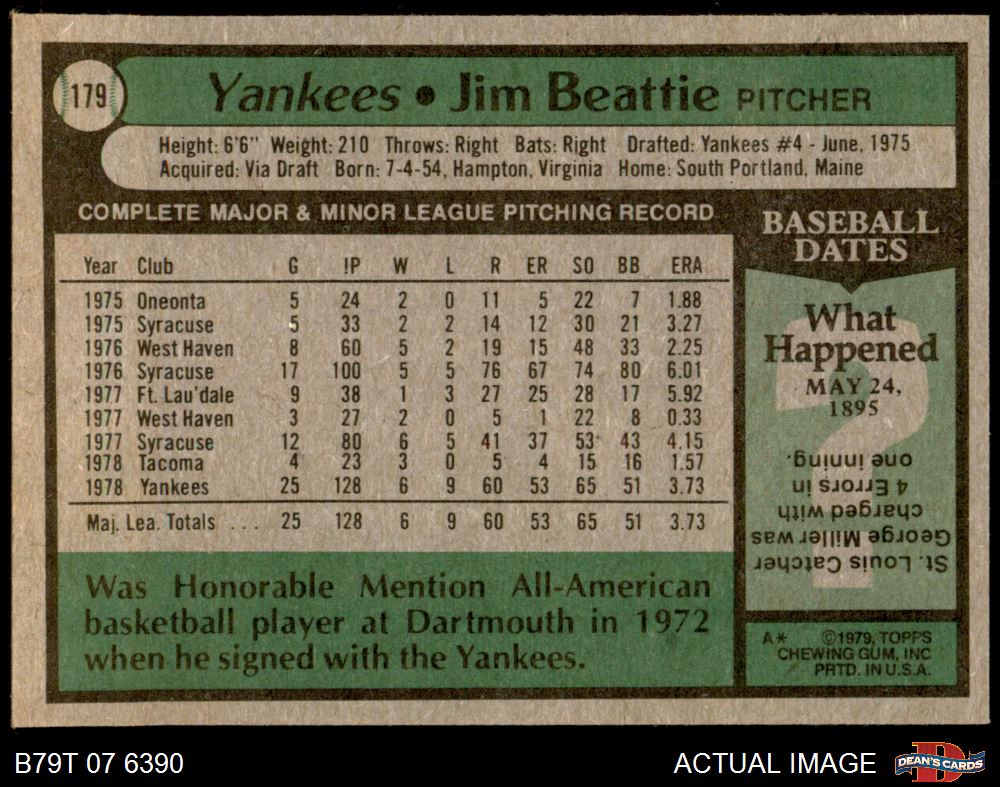 179
Yankees • Jim Beattie PITCHER
Height: 6'6" Weight: 210 Throws: Right Bats: Right Drafted: Yankees #4 - June, 1975
Acquired: Via Draft Born: 7-4-54, Hampton, Virginia Home: South Portland, Maine
COMPLETE MAJOR & MINOR LEAGUE PITCHING RECORD
Year Club G IP W L R ER SO BB ERA
1975 Oneonta 5 24 2 0 11 5 22 7 1.88
1975 Syracuse 5 33 2 2 14 12 30 21 3.27
1976 West Haven 8 60 5 2 19 15 48 33 2.25
1976 Syracuse 17 100 5 5 76 67 74 80 6.01
1977 Ft. Lau'dale 9 38 1 3 27 25 28 17 5.92
1977 West Haven 3 27 2 0 5 1 22 8 0.33
1977 Syracuse 12 80 6 5 41 37 53 43 4.15
1978 Tacoma 4 23 3 0 5 4 15 16 1.57
1978 Yankees 25 128 6 9 60 53 65 51 3.73
Maj. Lea. Totals ... 25 128 6 9 60 53 65 51 3.73
Was Honorable Mention All-American
basketball player at Dartmouth in 1972
when he signed with the Yankees.
BASEBALL
DATES
What
Happened
MAY 24,
1895
?
St. Louis Catcher
George Miller was
charged with
4 Errors in
one inning.
A* ©1979, TOPPS
CHEWING GUM, INC
PRTD. IN U.S.A.
B79T 07 6390
ACTUAL IMAGE
DEAN'S CARDS